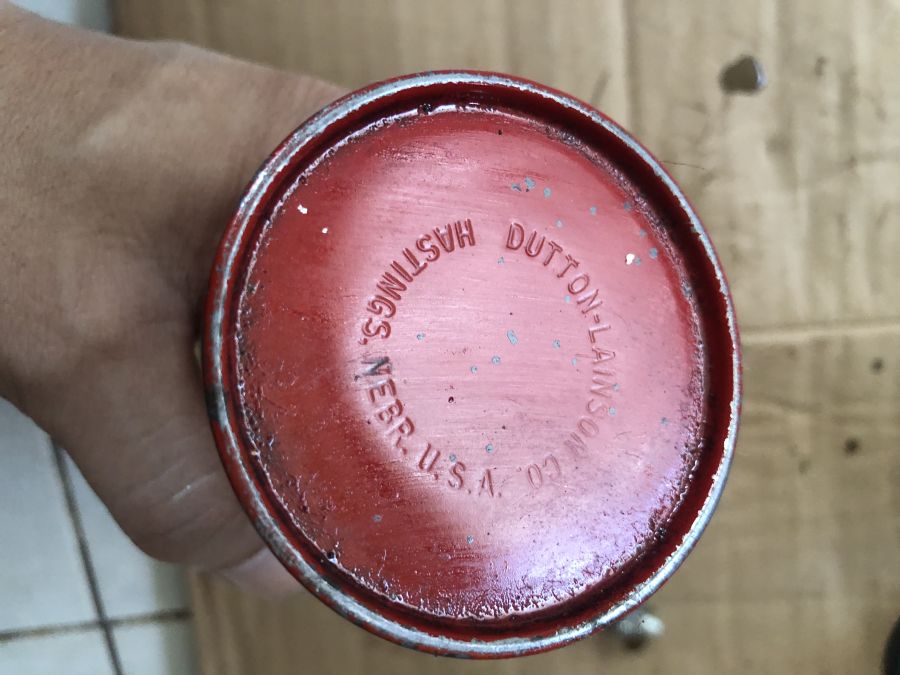 DUTTON-LAINSON CO.
HASTINGS, NEBR. U.S.A.